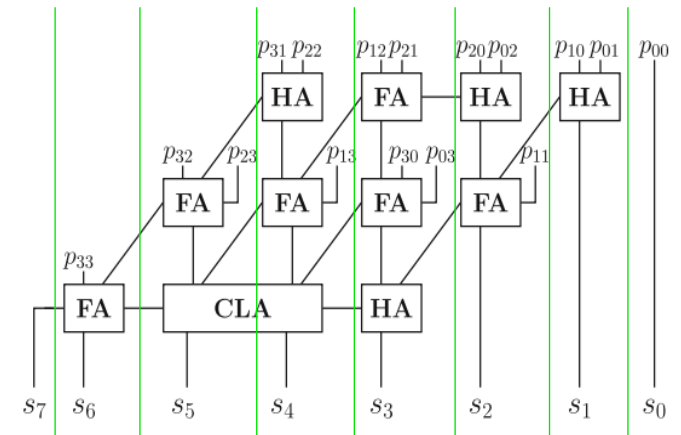 p₃₁ p₂₂ p₁₂ p₂₁ p₂₀ p₀₂ p₁₀ p₀₁ p₀₀
HA FA HA HA
p₃₂ p₂₃ p₁₃ p₃₀ p₀₃ p₁₁
FA FA FA FA
p₃₃
FA CLA HA
s₇ s₆ s₅ s₄ s₃ s₂ s₁ s₀